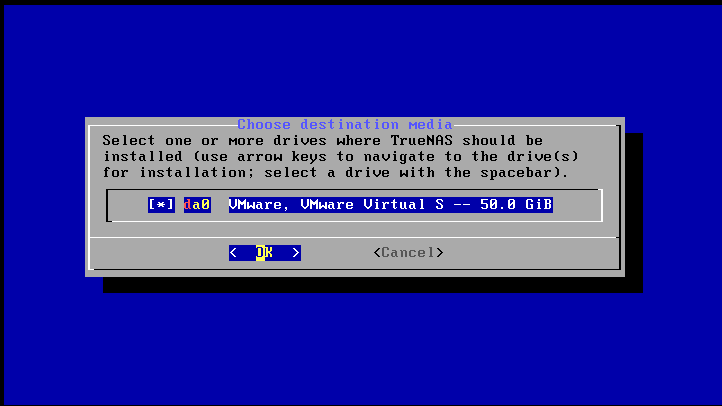 Choose destination media
Select one or more drives where TrueNAS should be
installed (use arrow keys to navigate to the drive(s)
for installation; select a drive with the spacebar).
[*] da0 VMware, VMware Virtual S -- 50.0 GiB
< OK > <Cancel>